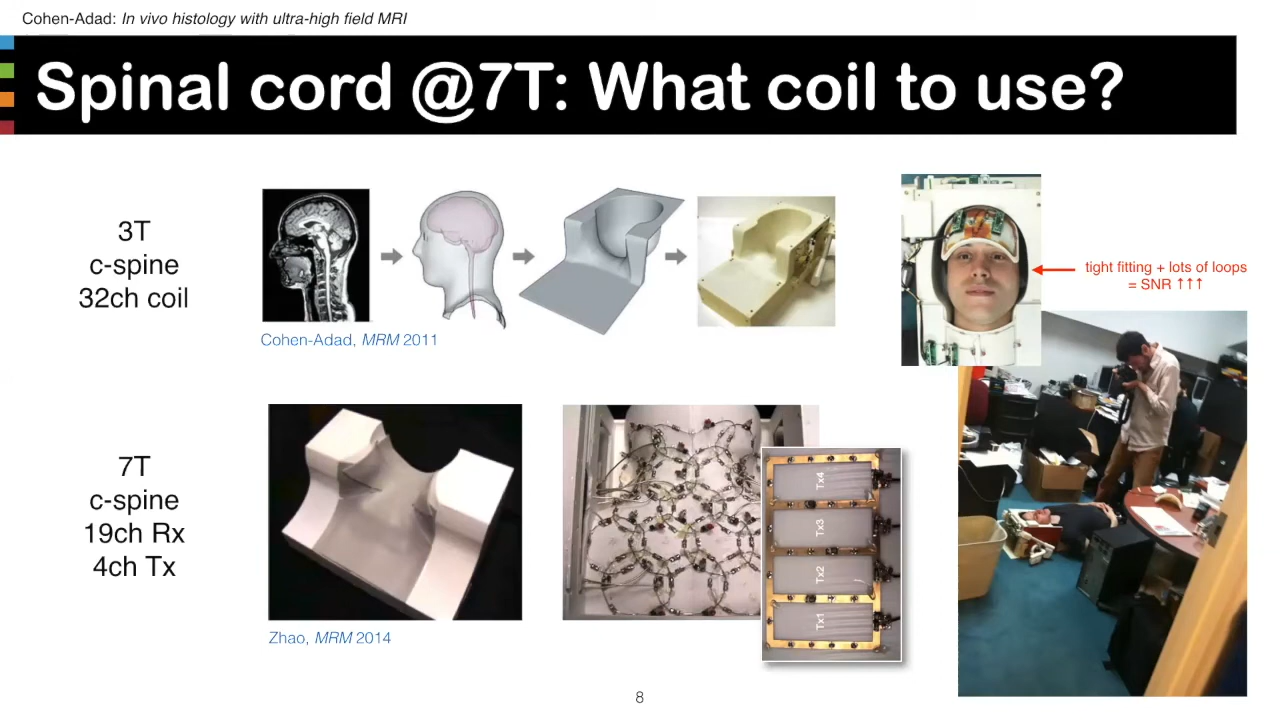 Cohen-Adad: In vivo histology with ultra-high field MRI
Spinal cord @7T: What coil to use?
3T
c-spine
32ch coil
Cohen-Adad, MRM 2011
tight fitting + lots of loops
= SNR ↑↑↑
7T
c-spine
19ch Rx
4ch Tx
Zhao, MRM 2014
Tx4
Tx3
Tx2
Tx1
8